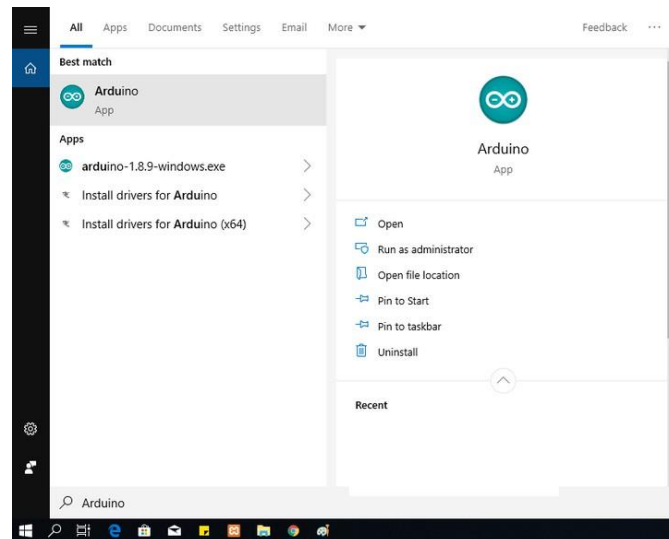 All Apps Documents Settings Email More Feedback ...
Best match
Arduino
App
Apps
arduino-1.8.9-windows.exe
Install drivers for Arduino
Install drivers for Arduino (x64)
Arduino
App
Open
Run as administrator
Open file location
Pin to Start
Pin to taskbar
Uninstall
Recent
Arduino